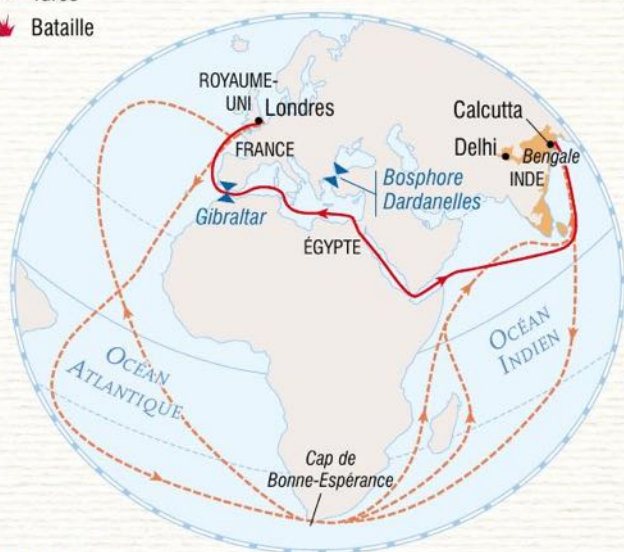 Bataille
ROYAUME-
UNI
Londres
FRANCE
Gibraltar
Bosphore
Dardanelles
ÉGYPTE
Calcutta
Delhi
Bengale
INDE
OCÉAN
ATLANTIQUE
OCÉAN
INDIEN
Cap de
Bonne-Espérance